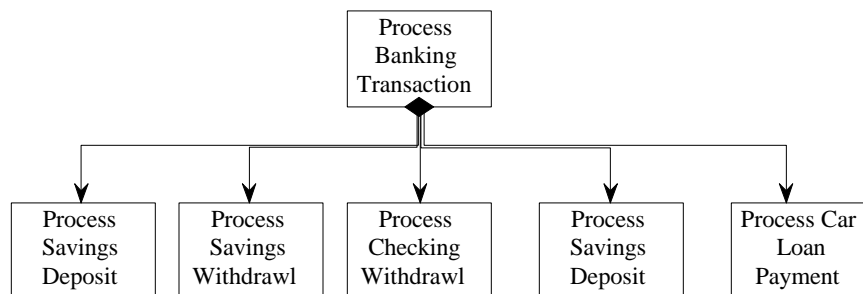 Process
Banking
Transaction
Process
Savings
Deposit
Process
Savings
Withdrawl
Process
Checking
Withdrawl
Process
Savings
Deposit
Process Car
Loan
Payment